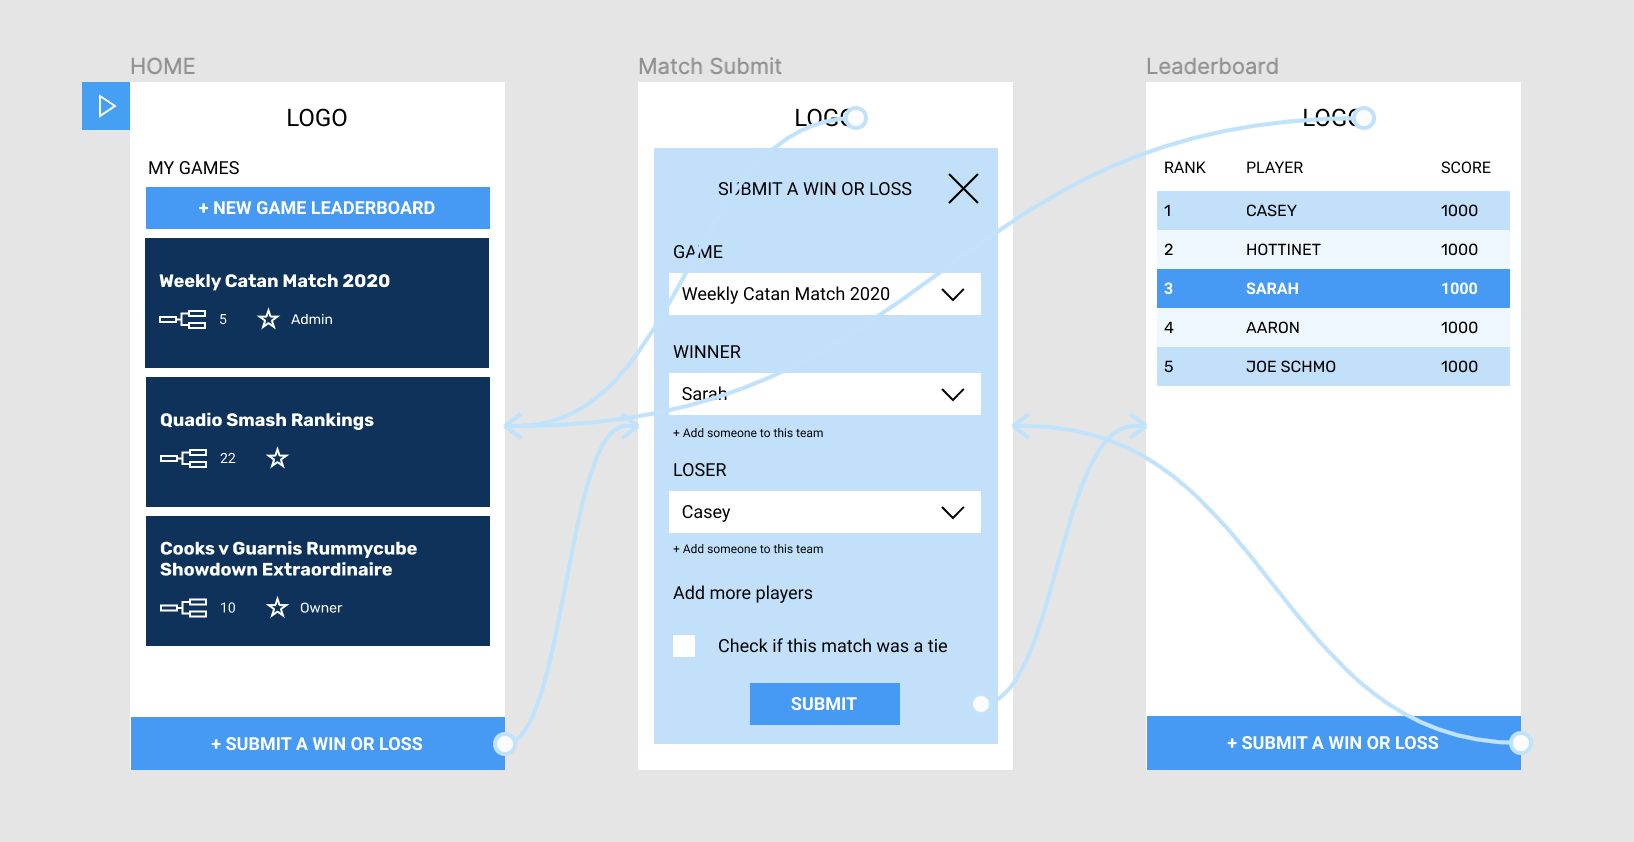 HOME
LOGO
MY GAMES
+ NEW GAME LEADERBOARD
Weekly Catan Match 2020
5 Admin
Quadio Smash Rankings
22
Cooks v Guarnis Rummycube
Showdown Extraordinaire
10 Owner
+ SUBMIT A WIN OR LOSS
Match Submit
LOGO
SUBMIT A WIN OR LOSS
GAME
Weekly Catan Match 2020
WINNER
Sarah
+ Add someone to this team
LOSER
Casey
+ Add someone to this team
Add more players
Check if this match was a tie
SUBMIT
Leaderboard
LOGO
RANK PLAYER SCORE
1 CASEY 1000
2 HOTTINET 1000
3 SARAH 1000
4 AARON 1000
5 JOE SCHMO 1000
+ SUBMIT A WIN OR LOSS